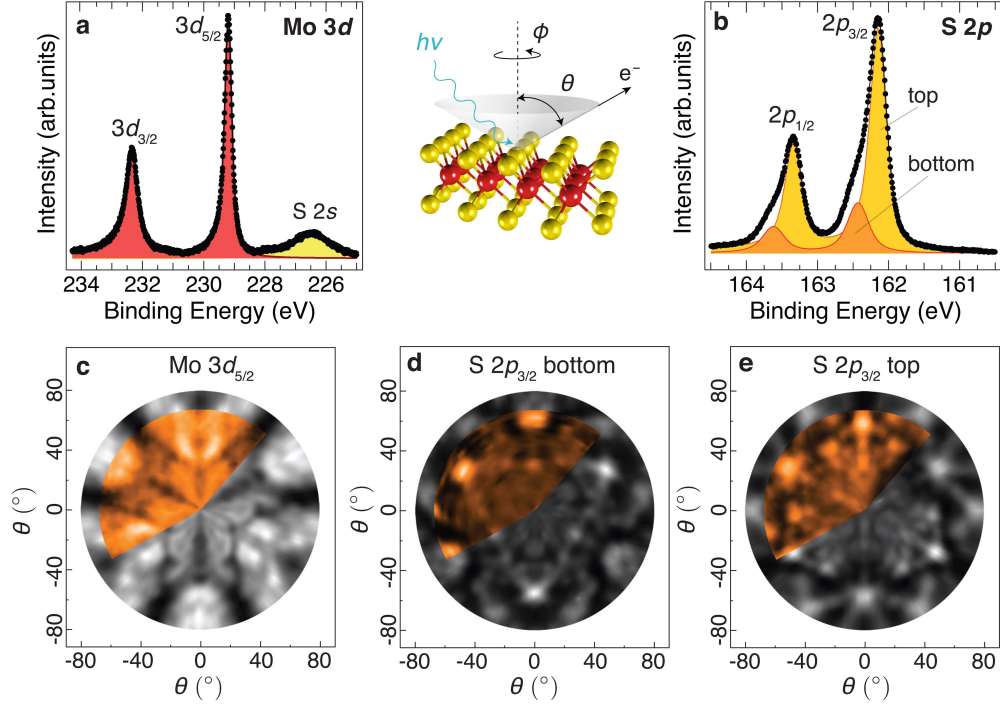 a
Mo 3d
3d5/2
3d3/2
S 2s
Intensity (arb.units)
234 232 230 228 226
Binding Energy (eV)
hν
ϕ
θ
e−
b
S 2p
2p3/2
2p1/2
top
bottom
Intensity (arb.units)
164 163 162 161
Binding Energy (eV)
c
Mo 3d5/2
θ (°)
80
40
0
-40
-80
-80 -40 0 40 80
θ (°)
d
S 2p3/2 bottom
θ (°)
80
40
0
-40
-80
-80 -40 0 40 80
θ (°)
e
S 2p3/2 top
θ (°)
80
40
0
-40
-80
-80 -40 0 40 80
θ (°)